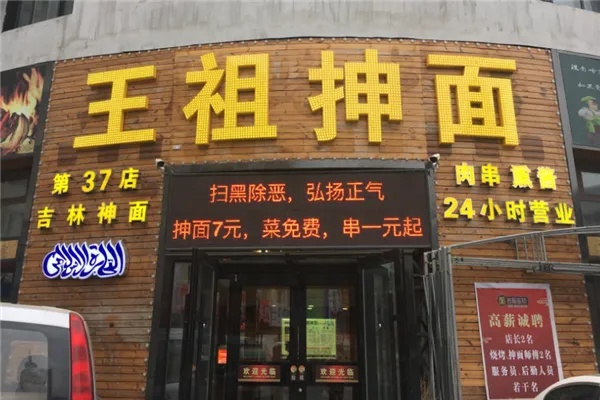 王祖抻面
第37店
吉林神面
肉串 熏酱
24小时营业
扫黑除恶，弘扬正气
抻面7元，菜免费，串一元起
高薪诚聘
店长2名
烧烤、抻面师傅2名
服务员、后勤人员
若干名
欢迎光临
欢迎光临